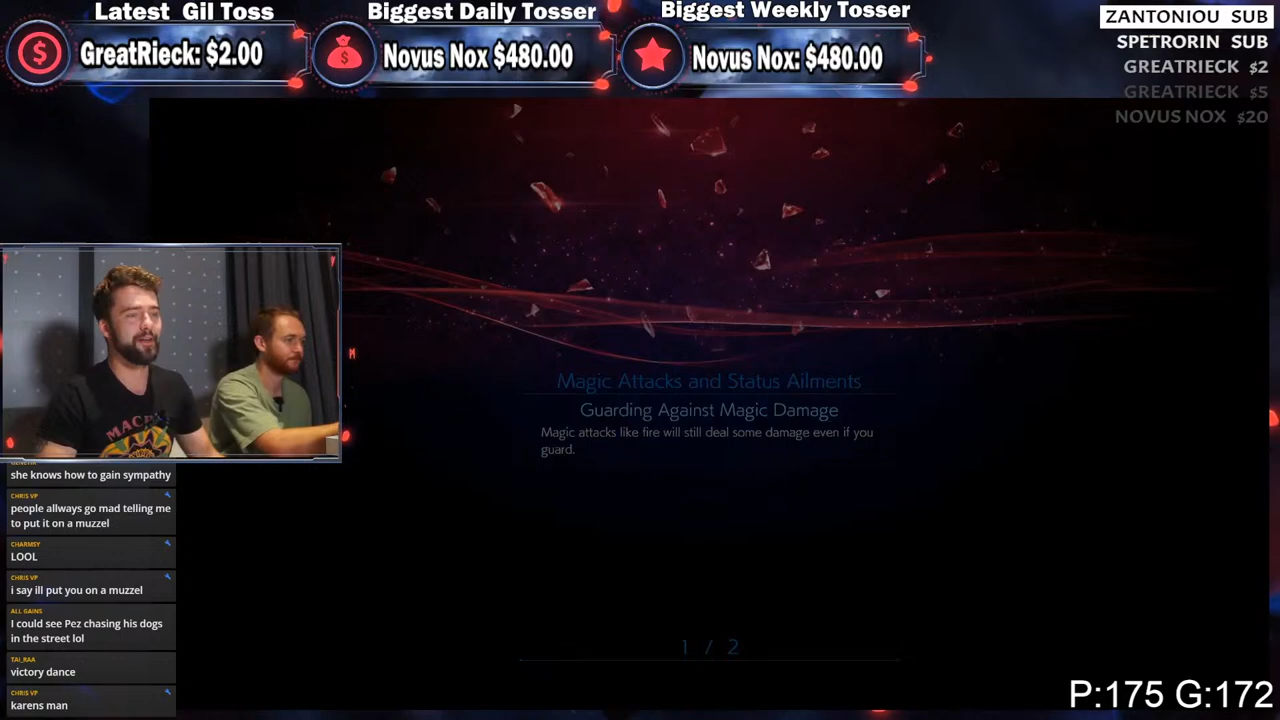 Latest Gil Toss
GreatRieck: $2.00
Biggest Daily Tosser
Novus Nox $480.00
Biggest Weekly Tosser
Novus Nox: $480.00
ZANTONIOU SUB
SPETRORIN SUB
GREATRIECK $2
GREATRIECK $5
NOVUS NOX $20
Magic Attacks and Status Ailments
Guarding Against Magic Damage
Magic attacks like fire will still deal some damage even if you
guard.
1 / 2
she knows how to gain sympathy
CHRIS VP
people allways go mad telling me
to put it on a muzzel
CHARMSY
LOOL
CHRIS VP
i say ill put you on a muzzel
ALL GAINS
I could see Pez chasing his dogs
in the street lol
TAI_RAA
victory dance
CHRIS VP
karens man
P:175 G:172